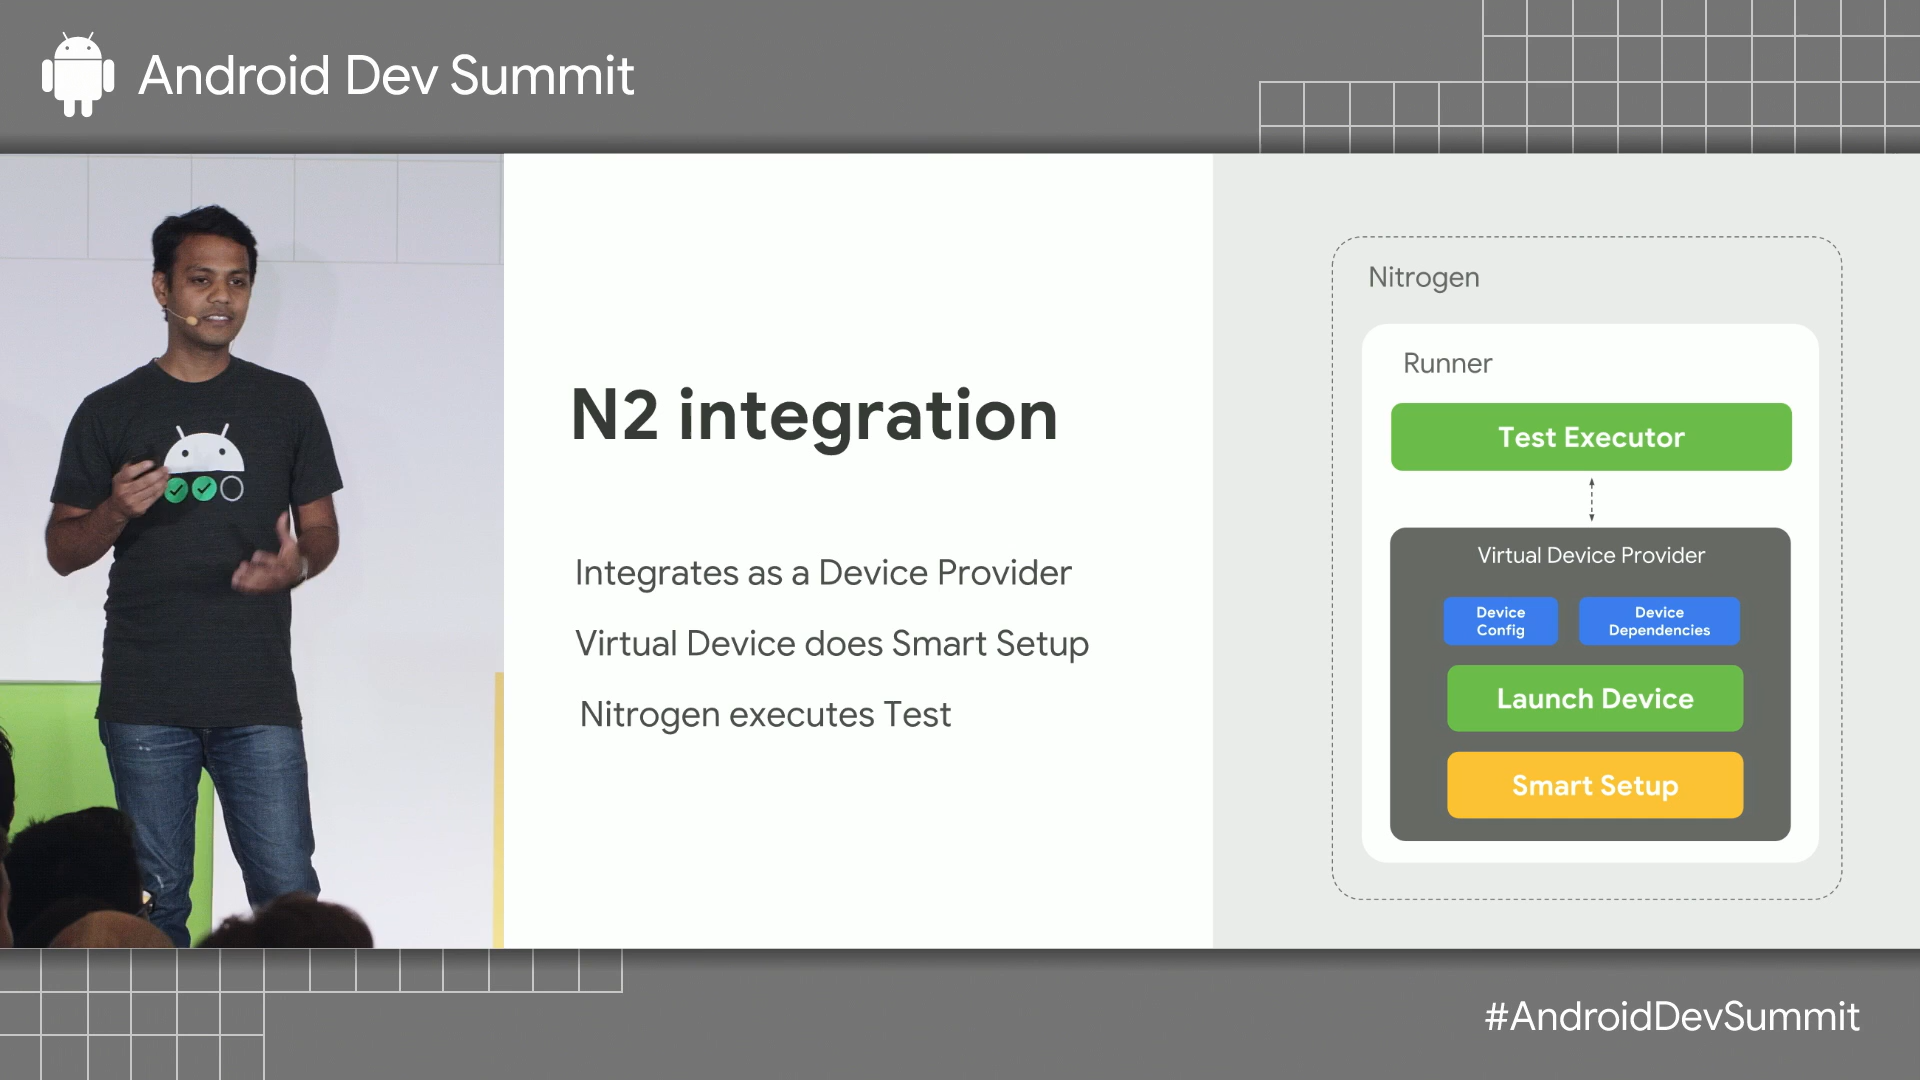 Android Dev Summit
N2 integration
Integrates as a Device Provider
Virtual Device does Smart Setup
Nitrogen executes Test
Nitrogen
Runner
Test Executor
Virtual Device Provider
Device
Config
Device
Dependencies
Launch Device
Smart Setup
#AndroidDevSummit